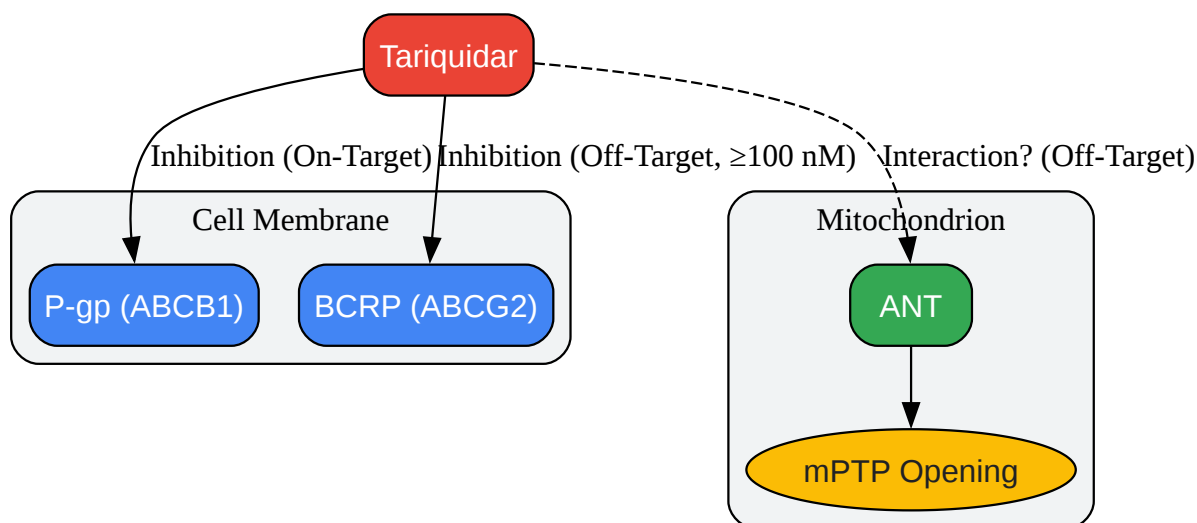 Tariquidar
Inhibition (On-Target)
Inhibition (Off-Target, ≥100 nM)
Interaction? (Off-Target)
Cell Membrane
Mitochondrion
P-gp (ABCB1)
BCRP (ABCG2)
ANT
mPTP Opening